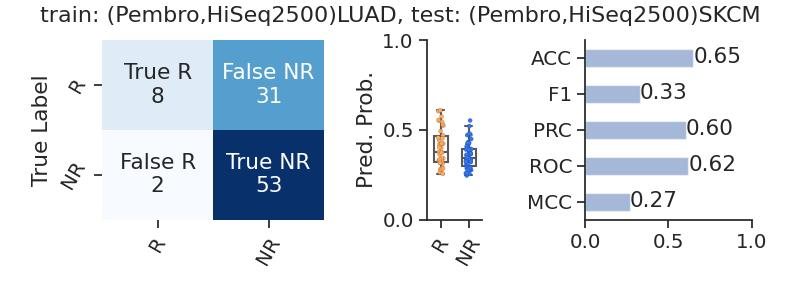 train: (Pembro,HiSeq2500)LUAD, test: (Pembro,HiSeq2500)SKCM
True Label
R
NR
True R
8
False NR
31
False R
2
True NR
53
R
NR
Pred. Prob.
1.0
0.5
0.0
R
NR
ACC
0.65
F1
0.33
PRC
0.60
ROC
0.62
MCC
0.27
0.0
0.5
1.0